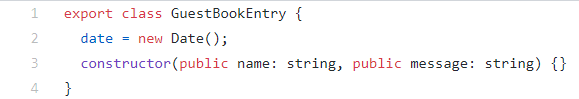 1 export class GuestBookEntry {
2 date = new Date();
3 constructor(public name: string, public message: string) {}
4 }